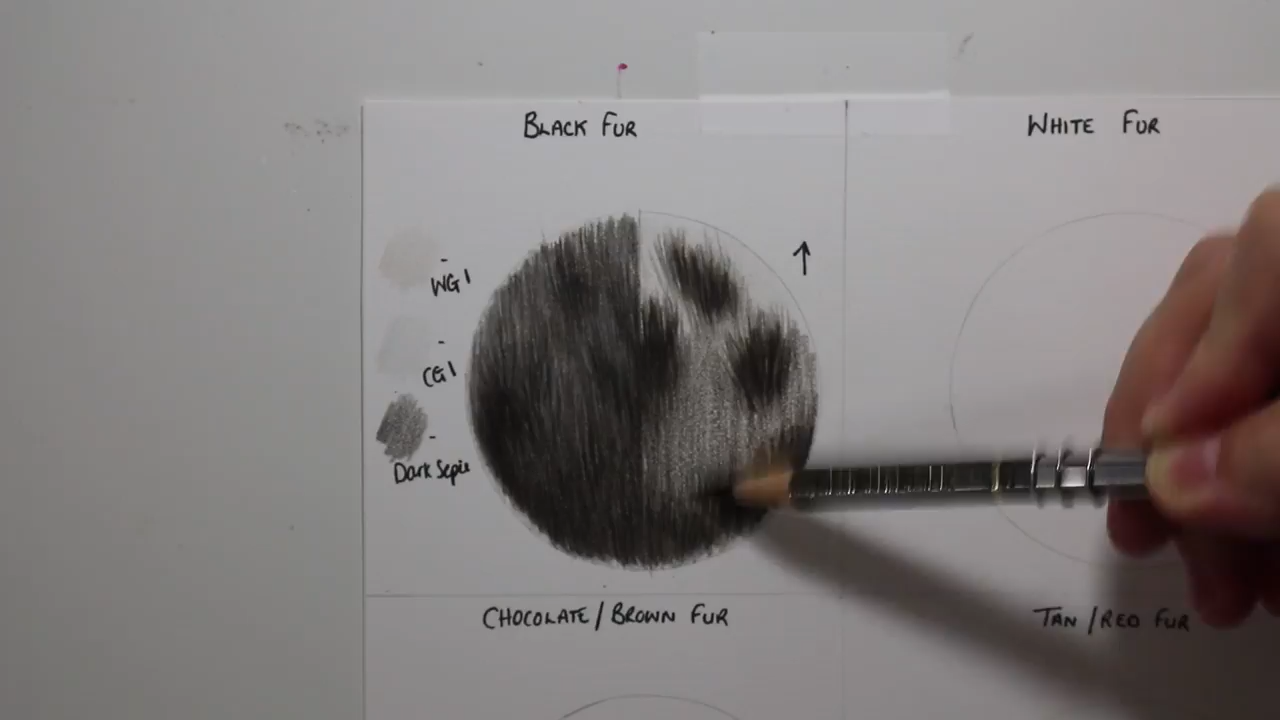 BLACK FUR
WHITE FUR
WG1
CG1
Dark Sepia
CHOCOLATE/BROWN FUR
TAN/RED FUR